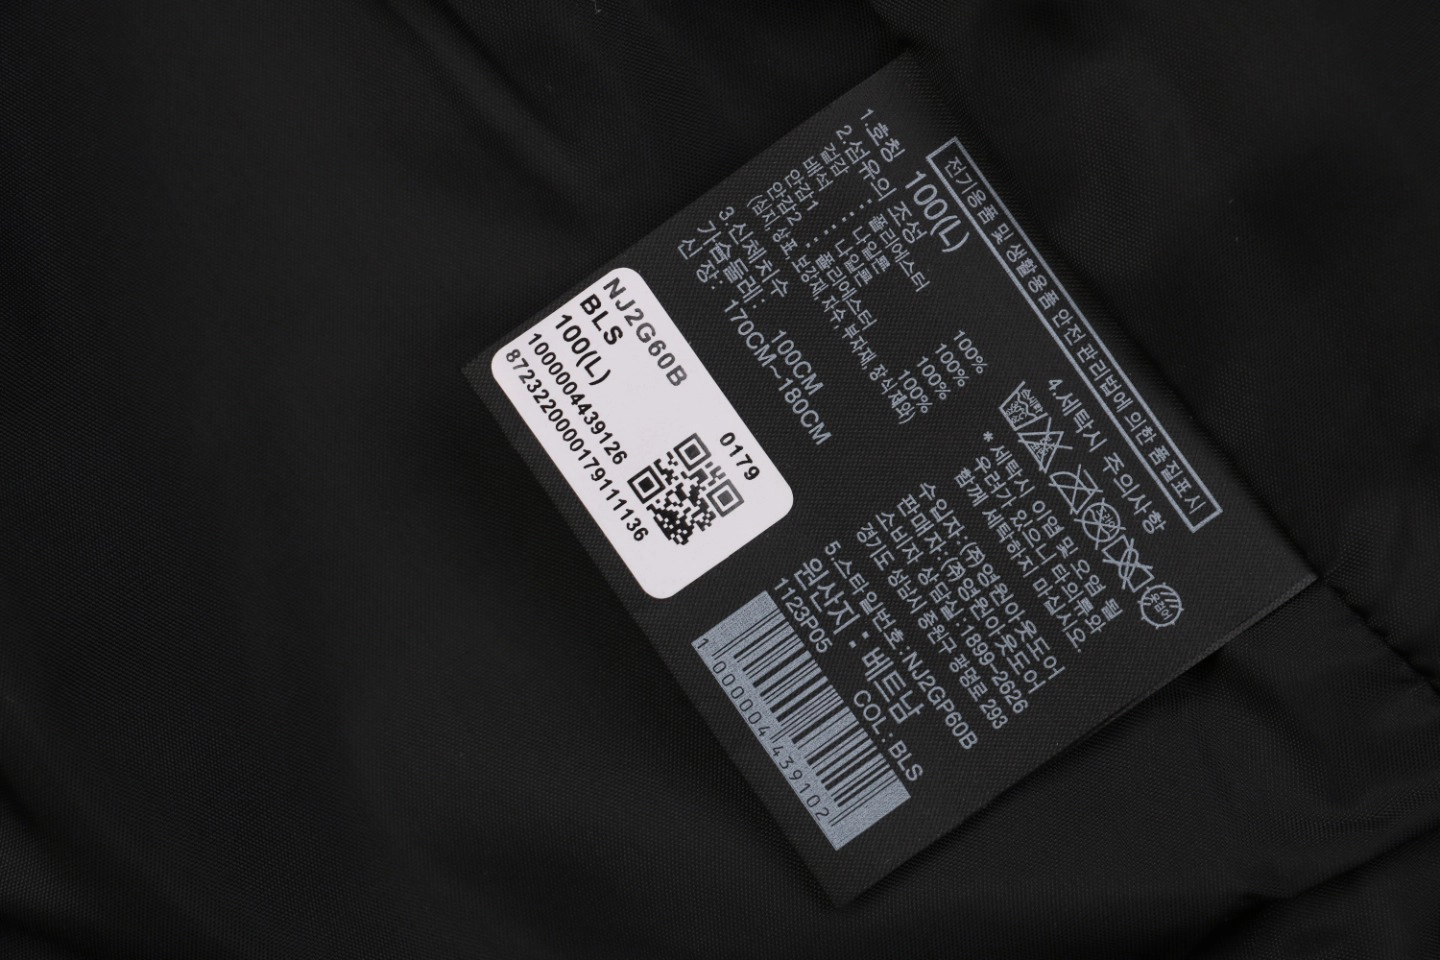 전기용품 및 생활용품 안전 관리법에 의한 품질표시
1.호칭 100(L)
2.섬유의 조성
겉감 ....... 폴리에스터 100%
배색 ....... 나일론 100%
안감1 ...... 나일론 100%
안감2 ...... 폴리에스터 100%
(심지, 상표, 보강재, 자수, 부자재, 장식제외)
3.신체치수
가슴둘레: 100CM
신 장: 170CM~180CM
4.세탁시 주의사항
*세탁시 이염 및 오염 될
우려가 있으니 타의류와
함께 세탁하지 마십시오.
수입자:(주)영원아웃도어
판매자:(주)영원아웃도어
소비자 상담실:1899-2626
경기도 성남시 중원구 광명로 293
5.스타일번호:NJ2GP60B
원산지:베트남 COL:BLS
1123P05
1000004439102
NJ2G60B
BLS
100(L) 0179
1000004439126
8723220000179111136